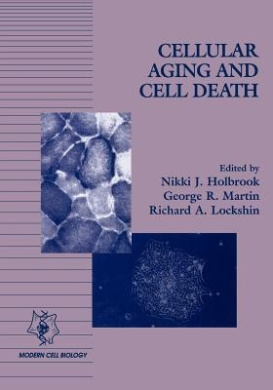 CELLULAR
AGING AND
CELL DEATH
Edited by
Nikki J. Holbrook
George R. Martin
Richard A. Lockshin
MODERN CELL BIOLOGY